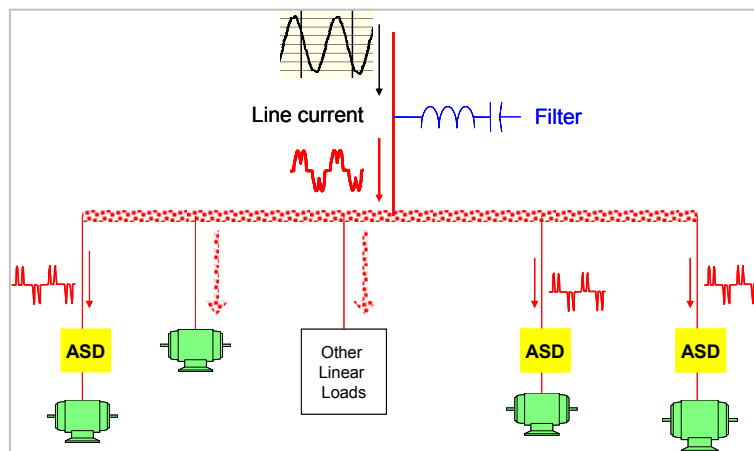 Line current
Filter
ASD
Other
Linear
Loads
ASD
ASD